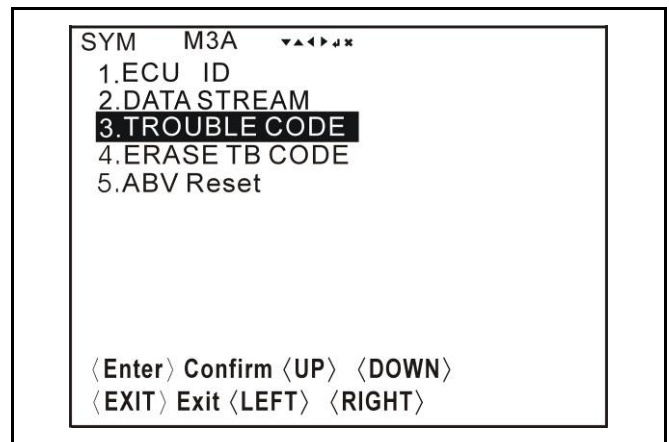 SYM M3A ▼▲◀▶↲✖
1.ECU ID
2.DATA STREAM
3.TROUBLE CODE
4.ERASE TB CODE
5.ABV Reset
〈Enter〉 Confirm 〈UP〉 〈DOWN〉
〈EXIT〉 Exit 〈LEFT〉 〈RIGHT〉